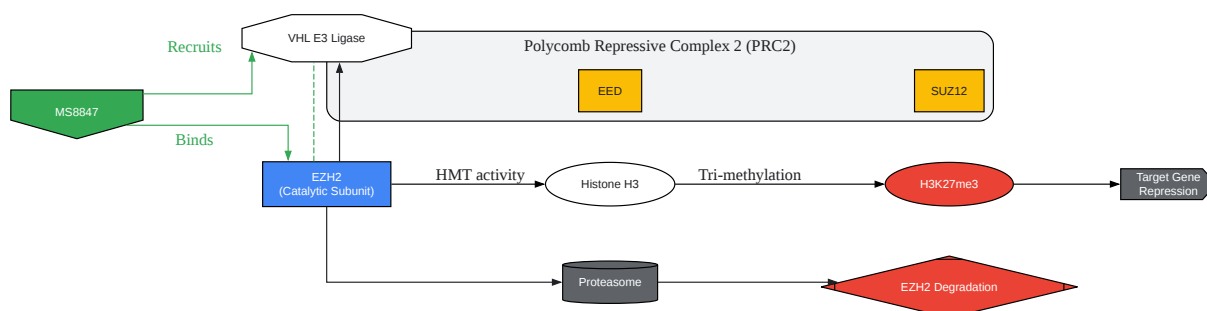 VHL E3 Ligase
Polycomb Repressive Complex 2 (PRC2)
Recruits
EED
SUZ12
MS8847
Binds
EZH2
(Catalytic Subunit)
HMT activity
Histone H3
Tri-methylation
H3K27me3
Target Gene
Repression
Proteasome
EZH2 Degradation